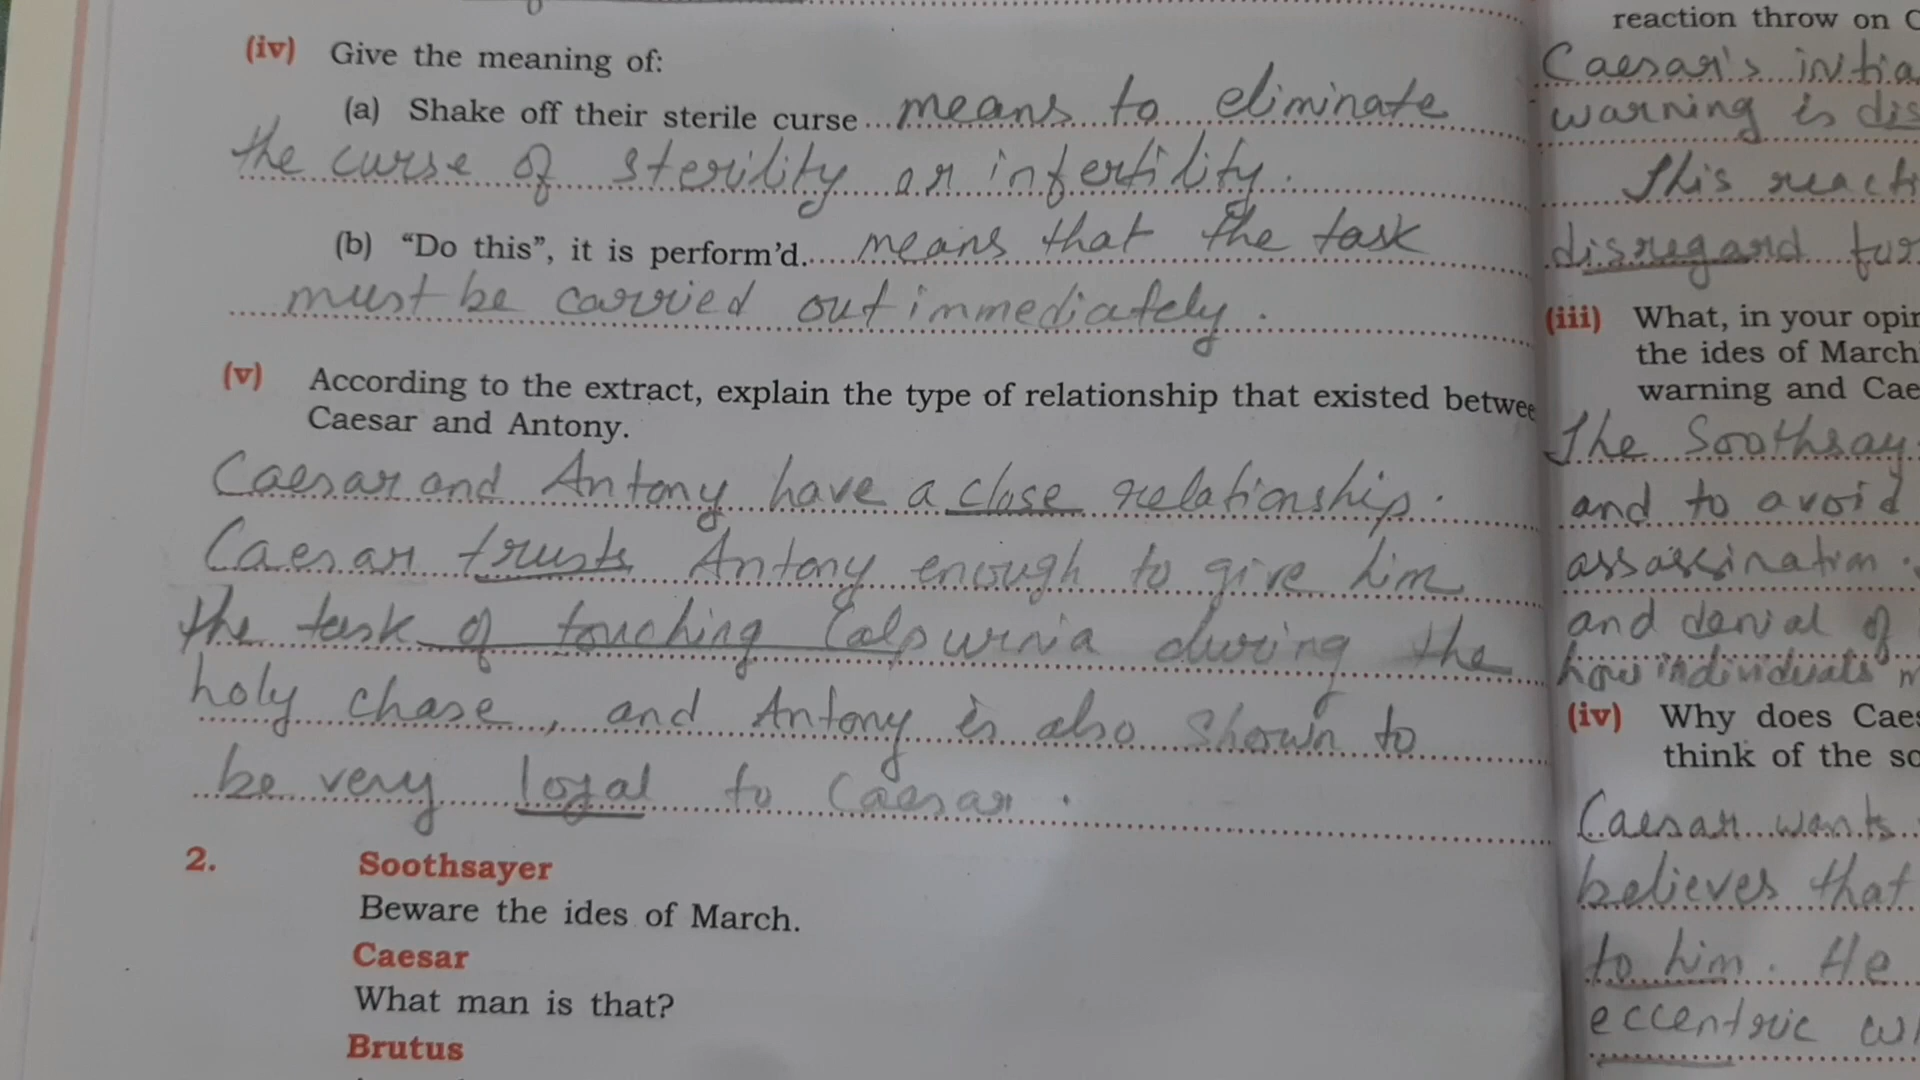 (iv) Give the meaning of:
(a) Shake off their sterile curse means to eliminate
the curse of sterility or infertility.
(b) "Do this", it is perform'd. means that the task
must be carried out immediately.
(v) According to the extract, explain the type of relationship that existed betwee
Caesar and Antony.
Caesar and Antony have a close relationship.
Caesar trusts Antony enough to give him
the task of touching Calpurnia during the
holy chase, and Antony is also shown to
be very loyal to Caesar.
2. Soothsayer
Beware the ides of March.
Caesar
What man is that?
Brutus
reaction throw on C
Caesar's initia
warning is dis
This reacti
disregard for
(iii) What, in your opin
the ides of March
warning and Cae
The Soothsay
and to avoid
assassination.
and denial of
how individuals m
(iv) Why does Caes
think of the so
Caesar wants
believes that
to him. He
eccentric wh